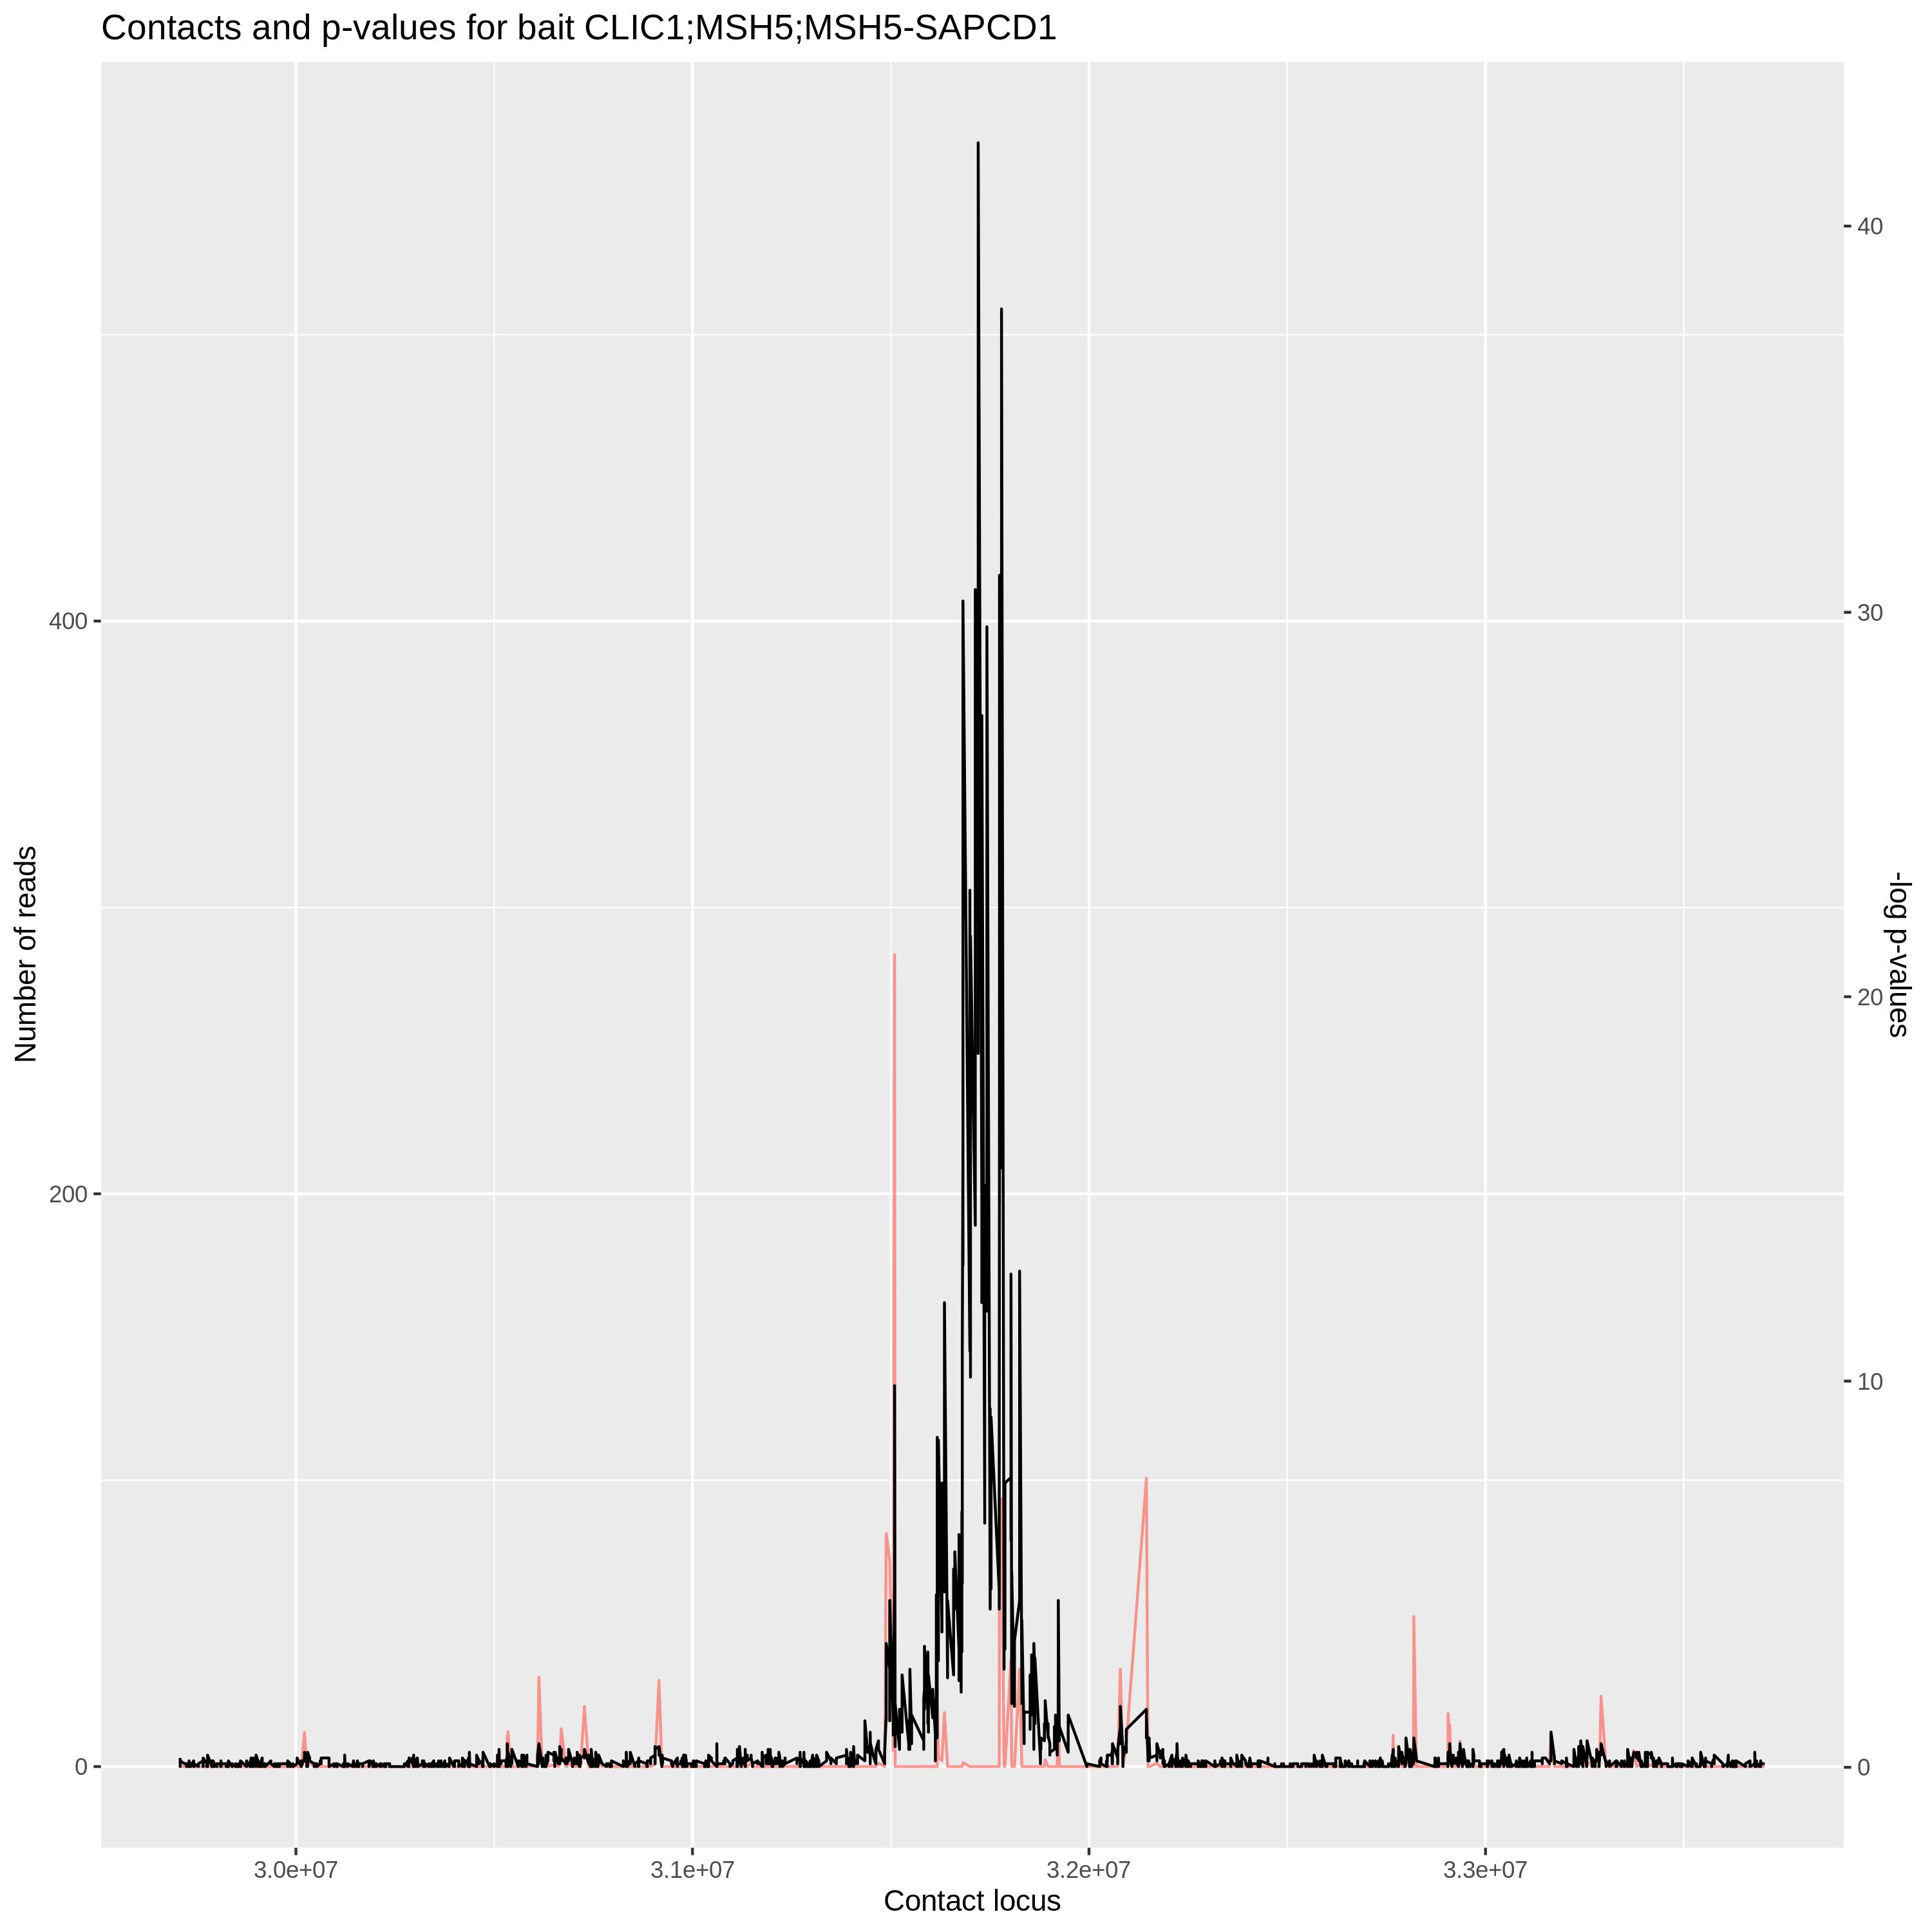 Contacts and p-values for bait CLIC1;MSH5;MSH5-SAPCD1
Number of reads
400
200
0
40
30
20
10
0
-log p-values
3.0e+07
3.1e+07
3.2e+07
3.3e+07
Contact locus